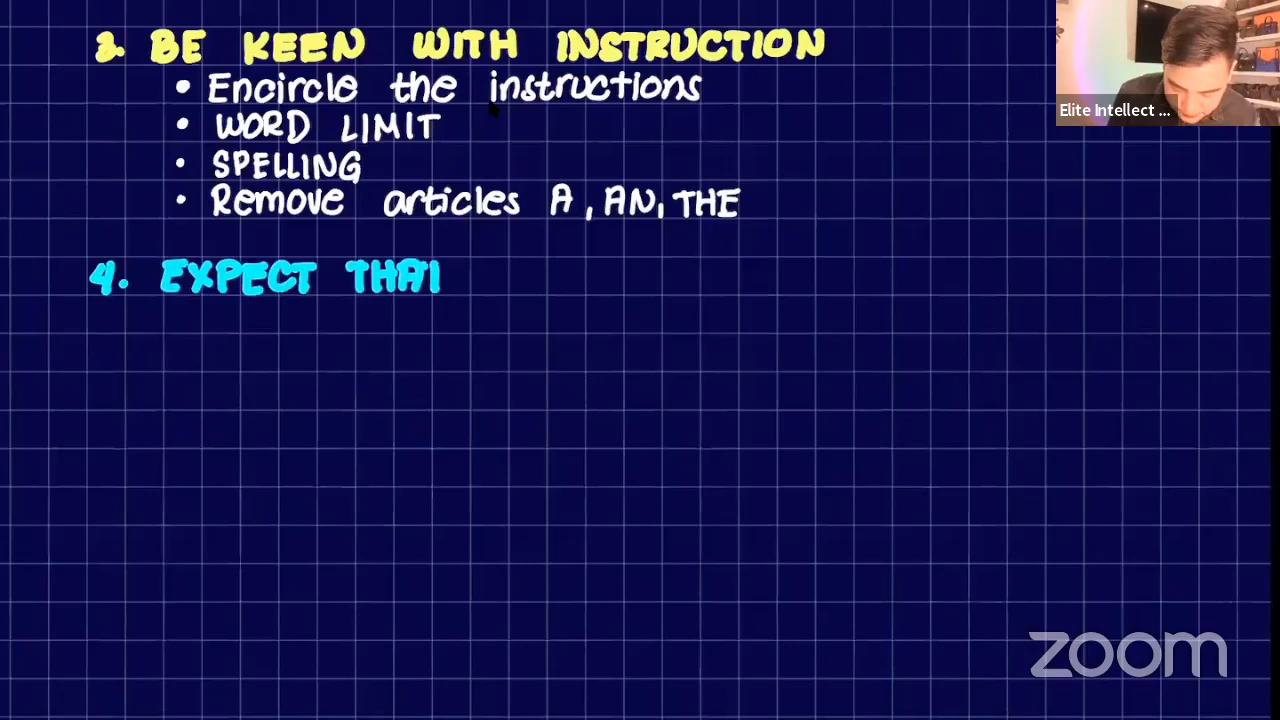 3. BE KEEN WITH INSTRUCTION
Elite Intellect ...
• Encircle the instructions
• WORD LIMIT
• SPELLING
• Remove articles A, AN, THE
4. EXPECT THAT
zoom